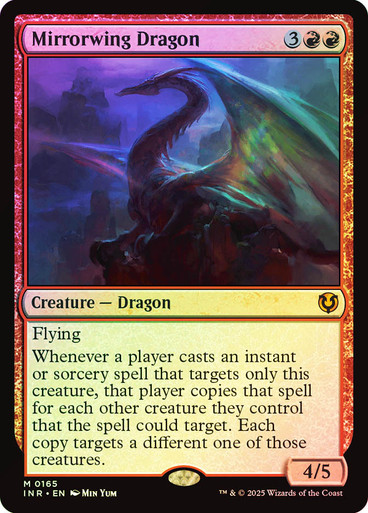 Mirrorwing Dragon 3
Creature — Dragon
Flying
Whenever a player casts an instant
or sorcery spell that targets only this
creature, that player copies that spell
for each other creature they control
that the spell could target. Each
copy targets a different one of those
creatures.
4/5
M 0165
INR • EN Min Yum
™ & © 2025 Wizards of the Coast